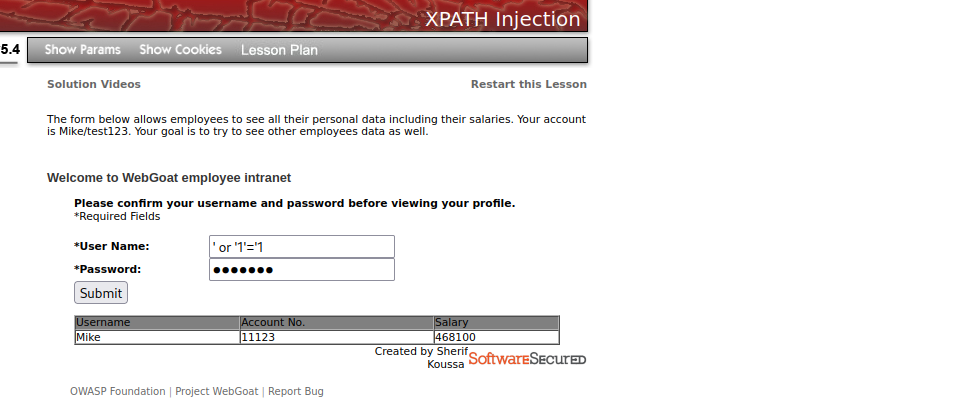 XPATH Injection
5.4 Show Params Show Cookies Lesson Plan
Solution Videos Restart this Lesson
The form below allows employees to see all their personal data including their salaries. Your account
is Mike/test123. Your goal is to try to see other employees data as well.
Welcome to WebGoat employee intranet
Please confirm your username and password before viewing your profile.
*Required Fields
*User Name: ' or '1'='1
*Password: ●●●●●●●
Submit
Username Account No. Salary
Mike 11123 468100
Created by Sherif SoftwareSecured
Koussa
OWASP Foundation | Project WebGoat | Report Bug